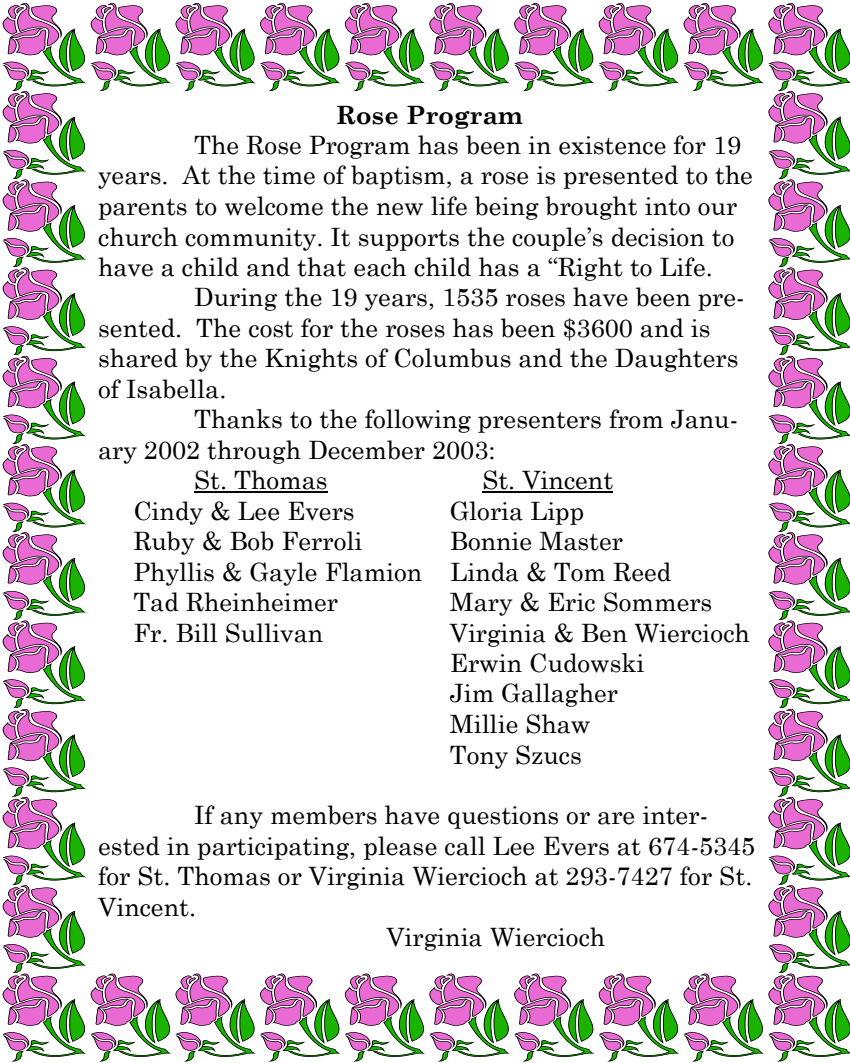 Rose Program
The Rose Program has been in existence for 19
years.  At the time of baptism, a rose is presented to the
parents to welcome the new life being brought into our
church community. It supports the couple’s decision to
have a child and that each child has a “Right to Life.
During the 19 years, 1535 roses have been pre-
sented.  The cost for the roses has been $3600 and is
shared by the Knights of Columbus and the Daughters
of Isabella.
Thanks to the following presenters from Janu-
ary 2002 through December 2003:
St. Thomas
Cindy & Lee Evers
Ruby & Bob Ferroli
Phyllis & Gayle Flamion
Tad Rheinheimer
Fr. Bill Sullivan
St. Vincent
Gloria Lipp
Bonnie Master
Linda & Tom Reed
Mary & Eric Sommers
Virginia & Ben Wiercioch
Erwin Cudowski
Jim Gallagher
Millie Shaw
Tony Szucs
If any members have questions or are inter-
ested in participating, please call Lee Evers at 674-5345
for St. Thomas or Virginia Wiercioch at 293-7427 for St.
Vincent.
Virginia Wiercioch